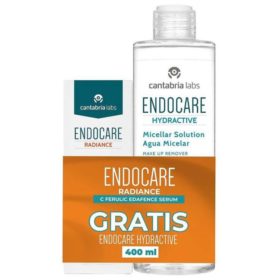 cantabria labs
ENDOCARE
RADIANCE
cantabria labs
ENDOCARE
HYDRACTIVE
Micellar Solution
Agua Micelar
MAKE UP REMOVER
ENDOCARE
RADIANCE
C FERULIC EDAFENCE SERUM
GRATIS
ENDOCARE HYDRACTIVE
400 ml